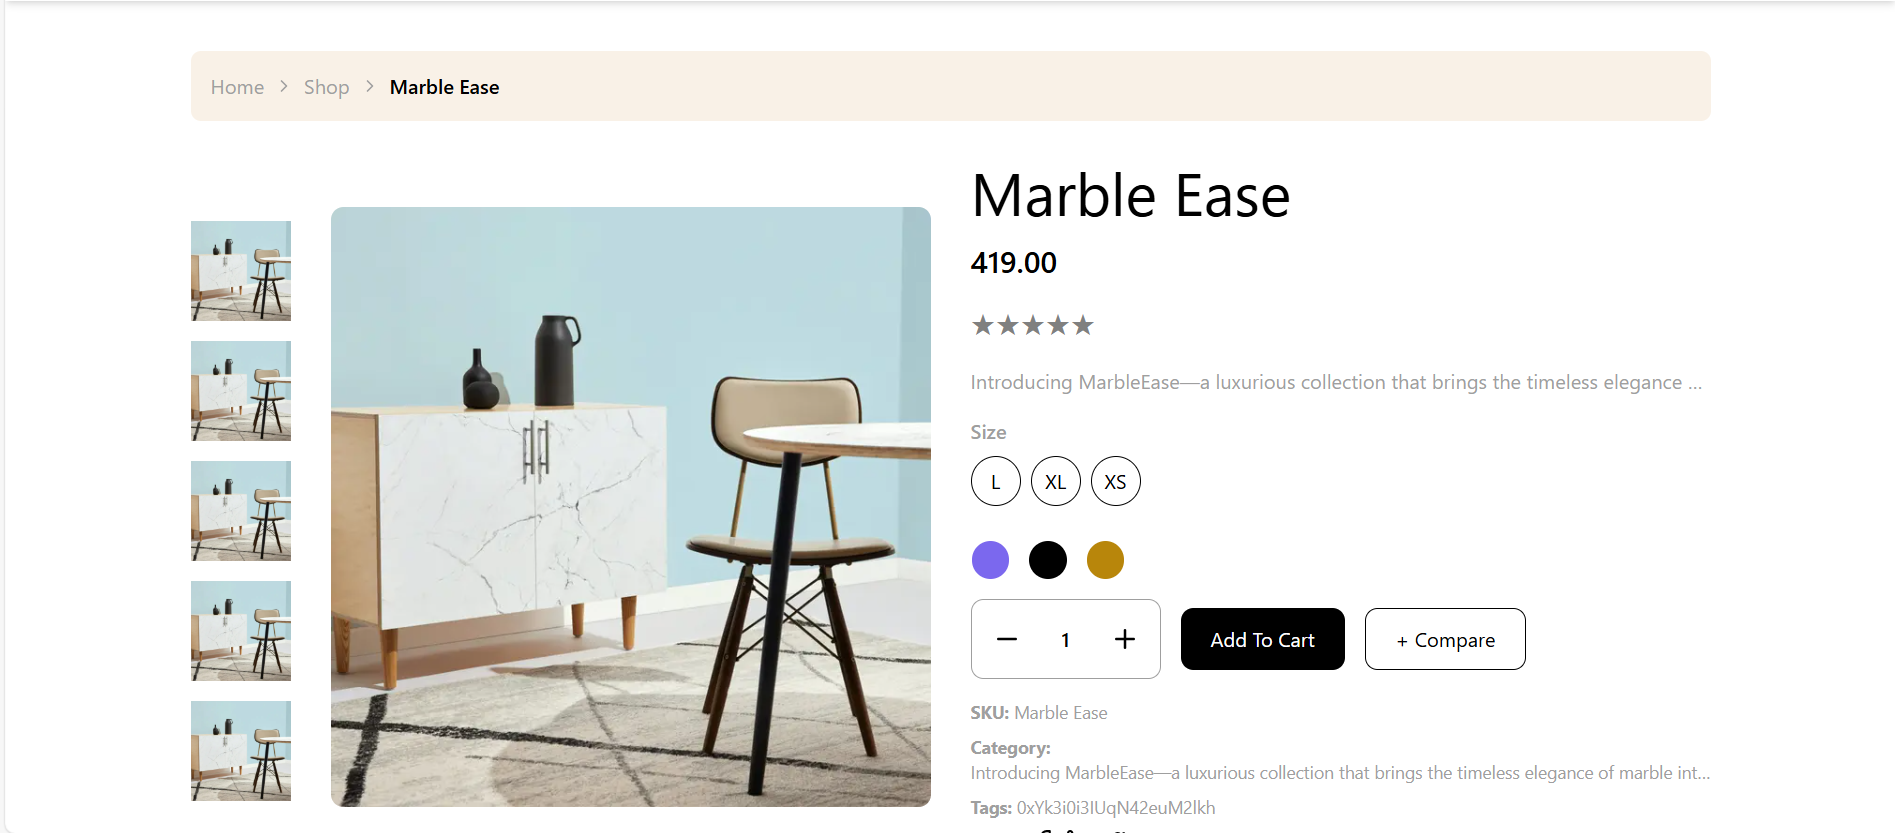 Home > Shop > Marble Ease
Marble Ease
419.00
★★★★★
Introducing MarbleEase—a luxurious collection that brings the timeless elegance ...
Size
L XL XS
1 Add To Cart + Compare
SKU: Marble Ease
Category:
Introducing MarbleEase—a luxurious collection that brings the timeless elegance of marble int...
Tags: 0xYk3i0i3IUqN42euM2lkh